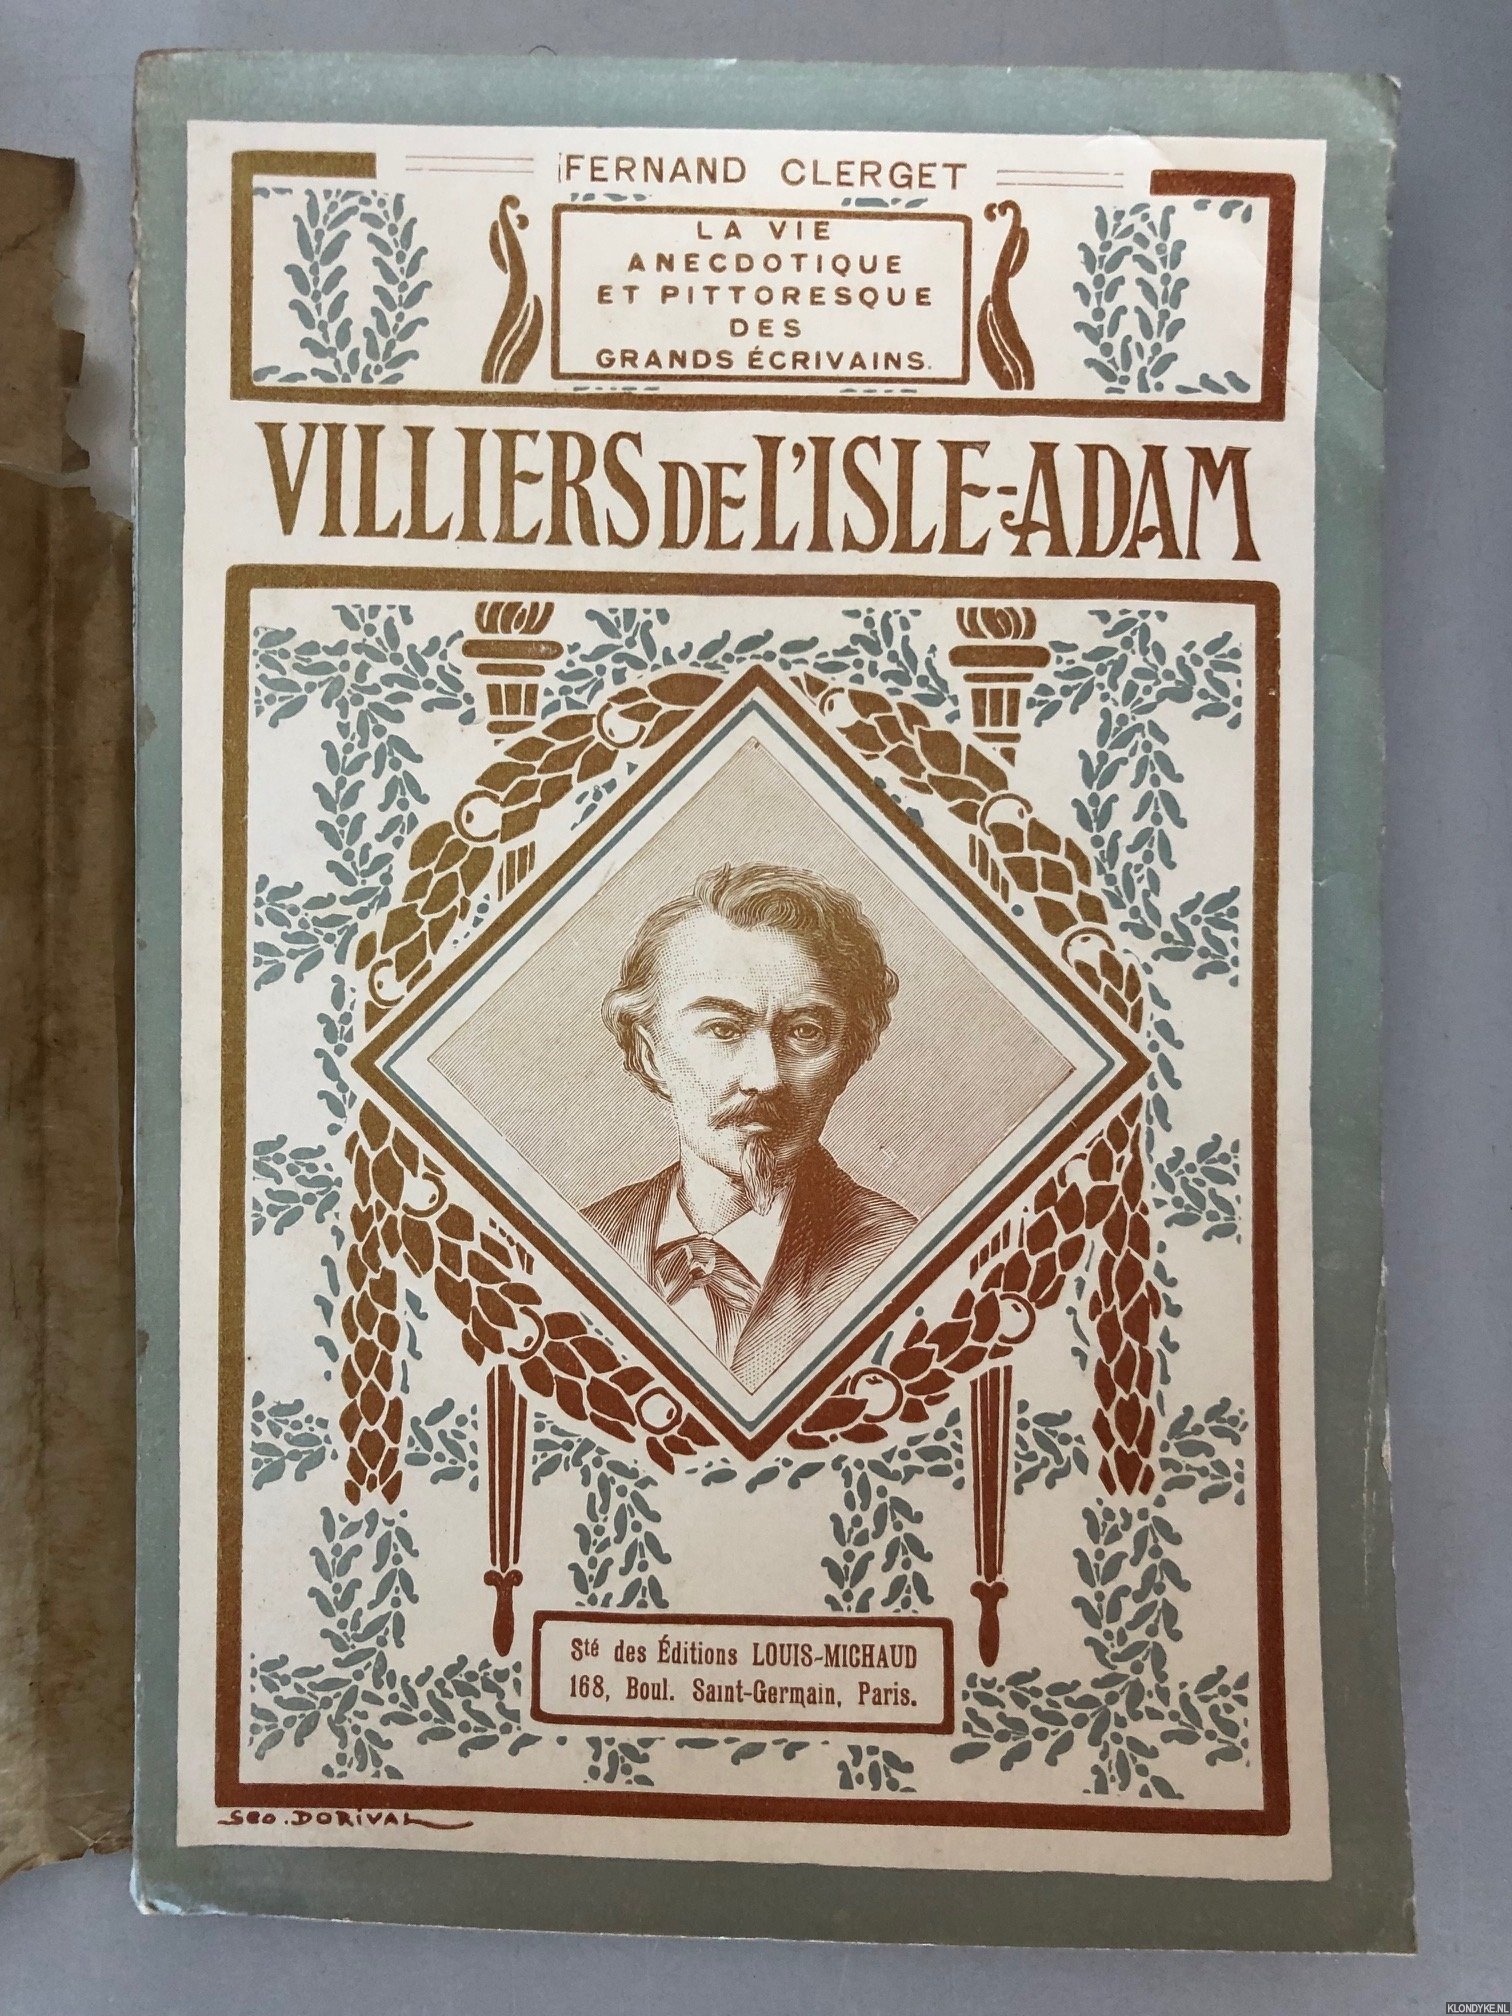 FERNAND CLERGET
LA VIE
ANECDOTIQUE
ET PITTORESQUE
DES
GRANDS ÉCRIVAINS.
VILLIERS DE L'ISLE-ADAM
Sté des Éditions LOUIS-MICHAUD
168, Boul. Saint-Germain, Paris.
GEO. DORIVAL
KLONDYKE.NL